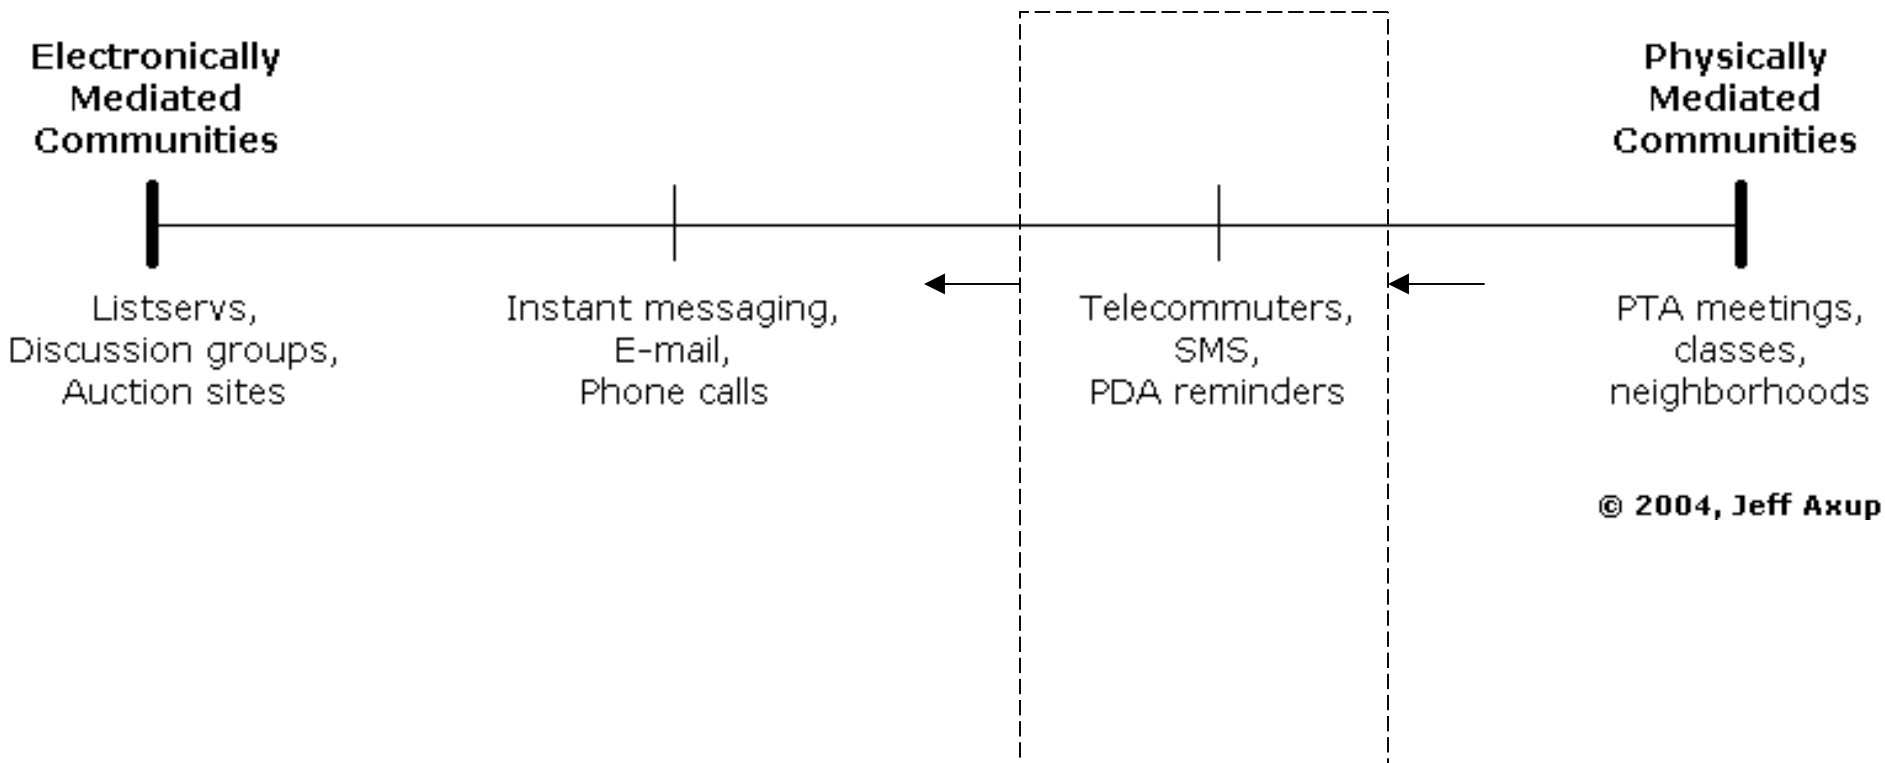 Electronically
Mediated
Communities
Physically
Mediated
Communities
Listservs,
Discussion groups,
Auction sites
Instant messaging,
E-mail,
Phone calls
Telecommuters,
SMS,
PDA reminders
PTA meetings,
classes,
neighborhoods
© 2004, Jeff Axup